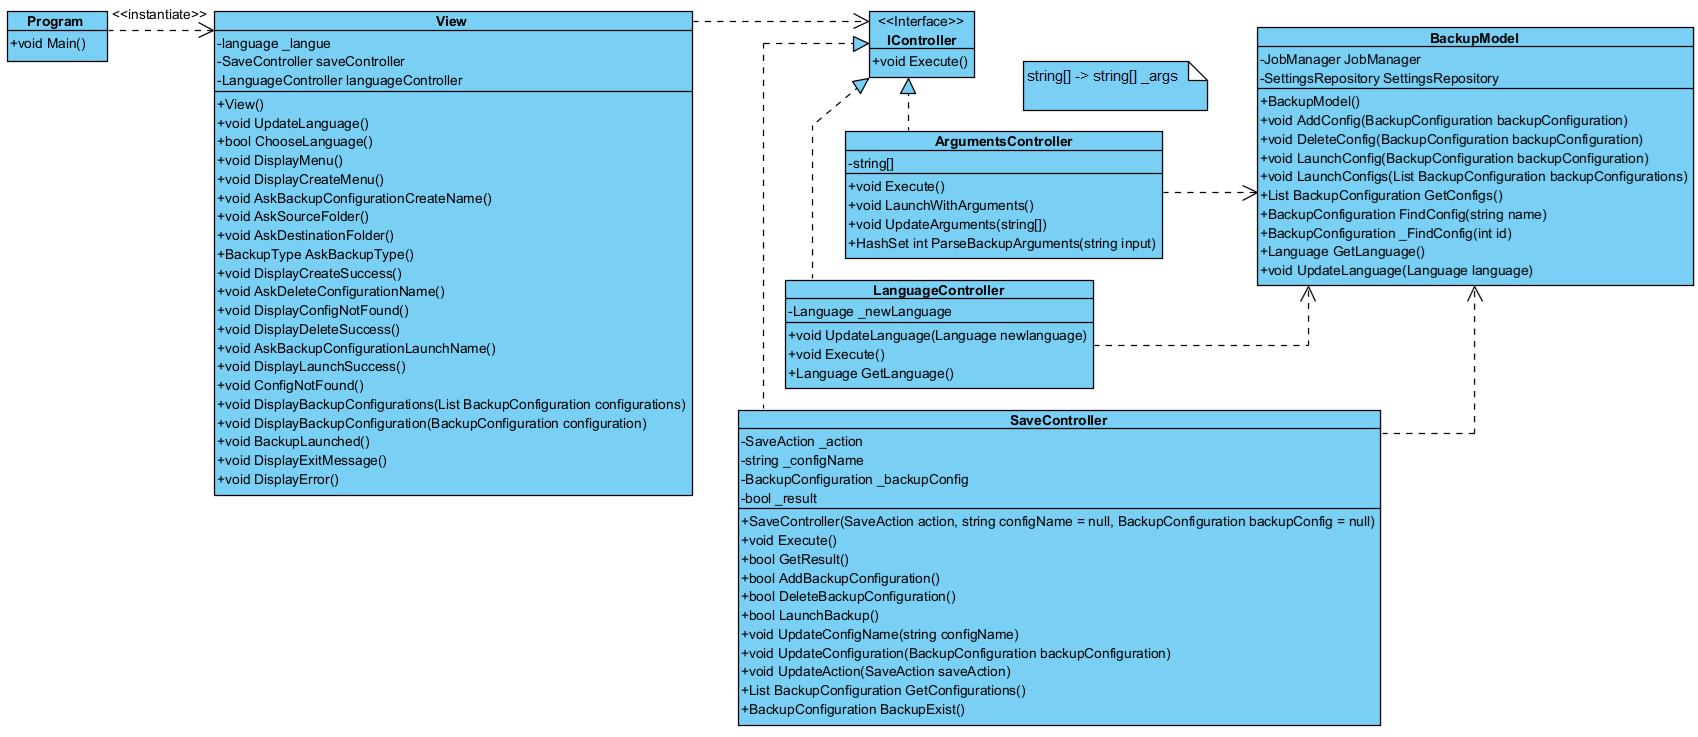 Program
+void Main()
<<instantiate>>
View
-language _langue
-SaveController saveController
-LanguageController languageController
+View()
+void UpdateLanguage()
+bool ChooseLanguage()
+void DisplayMenu()
+void DisplayCreateMenu()
+void AskBackupConfigurationCreateName()
+void AskSourceFolder()
+void AskDestinationFolder()
+BackupType AskBackupType()
+void DisplayCreateSuccess()
+void AskDeleteConfigurationName()
+void DisplayConfigNotFound()
+void DisplayDeleteSuccess()
+void AskBackupConfigurationLaunchName()
+void DisplayLaunchSuccess()
+void ConfigNotFound()
+void DisplayBackupConfigurations(List BackupConfiguration configurations)
+void DisplayBackupConfiguration(BackupConfiguration configuration)
+void BackupLaunched()
+void DisplayExitMessage()
+void DisplayError()
<<Interface>>
IController
+void Execute()
string[] -> string[] _args
ArgumentsController
-string[]
+void Execute()
+void LaunchWithArguments()
+void UpdateArguments(string[])
+HashSet int ParseBackupArguments(string input)
LanguageController
-Language _newLanguage
+void UpdateLanguage(Language newlanguage)
+void Execute()
+Language GetLanguage()
SaveController
-SaveAction _action
-string _configName
-BackupConfiguration _backupConfig
-bool _result
+SaveController(SaveAction action, string configName = null, BackupConfiguration backupConfig = null)
+void Execute()
+bool GetResult()
+bool AddBackupConfiguration()
+bool DeleteBackupConfiguration()
+bool LaunchBackup()
+void UpdateConfigName(string configName)
+void UpdateConfiguration(BackupConfiguration backupConfiguration)
+void UpdateAction(SaveAction saveAction)
+List BackupConfiguration GetConfigurations()
+BackupConfiguration BackupExist()
BackupModel
-JobManager JobManager
-SettingsRepository SettingsRepository
+BackupModel()
+void AddConfig(BackupConfiguration backupConfiguration)
+void DeleteConfig(BackupConfiguration backupConfiguration)
+void LaunchConfig(BackupConfiguration backupConfiguration)
+void LaunchConfigs(List BackupConfiguration backupConfigurations)
+List BackupConfiguration GetConfigs()
+BackupConfiguration FindConfig(string name)
+BackupConfiguration _FindConfig(int id)
+Language GetLanguage()
+void UpdateLanguage(Language language)